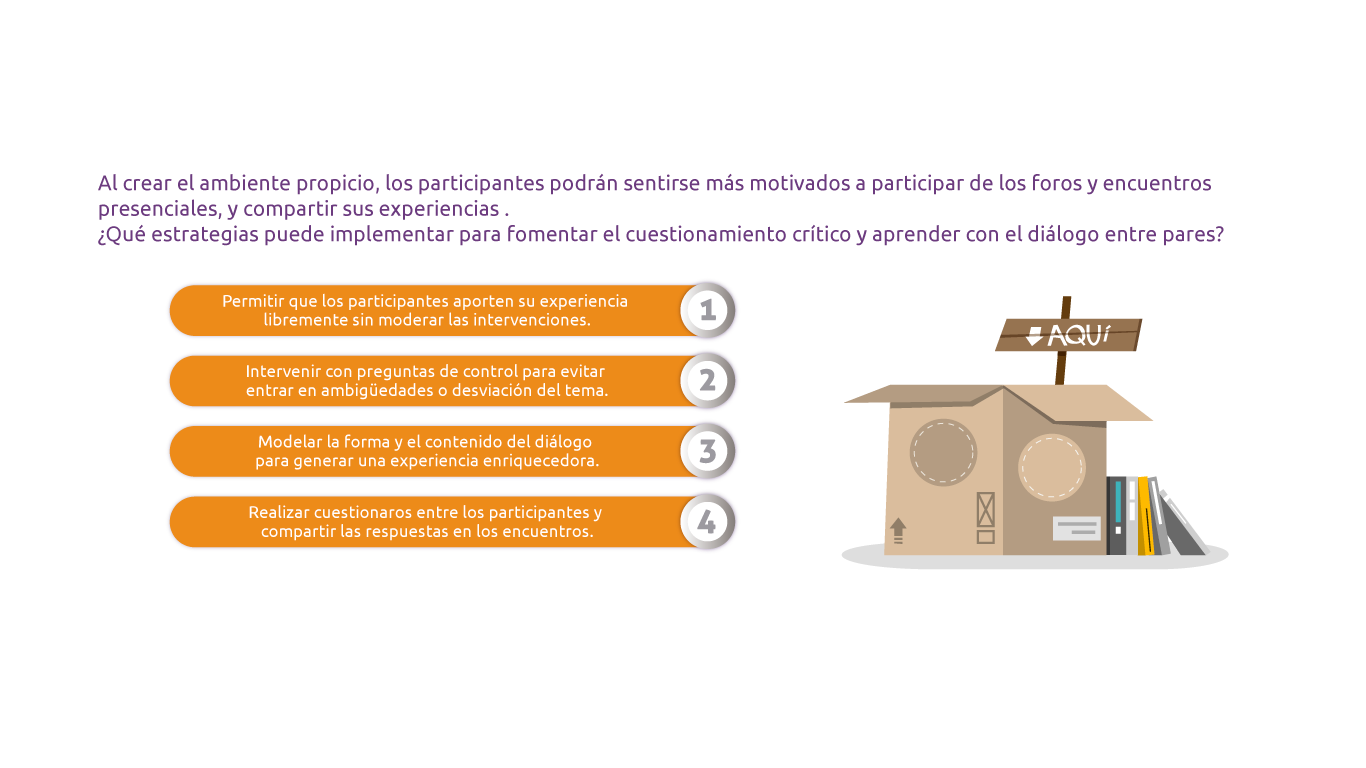 Al crear el ambiente propicio, los participantes podrán sentirse más motivados a participar de los foros y encuentros
presenciales, y compartir sus experiencias .
¿Qué estrategias puede implementar para fomentar el cuestionamiento crítico y aprender con el diálogo entre pares?
Permitir que los participantes aporten su experiencia
libremente sin moderar las intervenciones.
1
Intervenir con preguntas de control para evitar
entrar en ambigüedades o desviación del tema.
2
Modelar la forma y el contenido del diálogo
para generar una experiencia enriquecedora.
3
Realizar cuestionaros entre los participantes y
compartir las respuestas en los encuentros.
4
AQUí